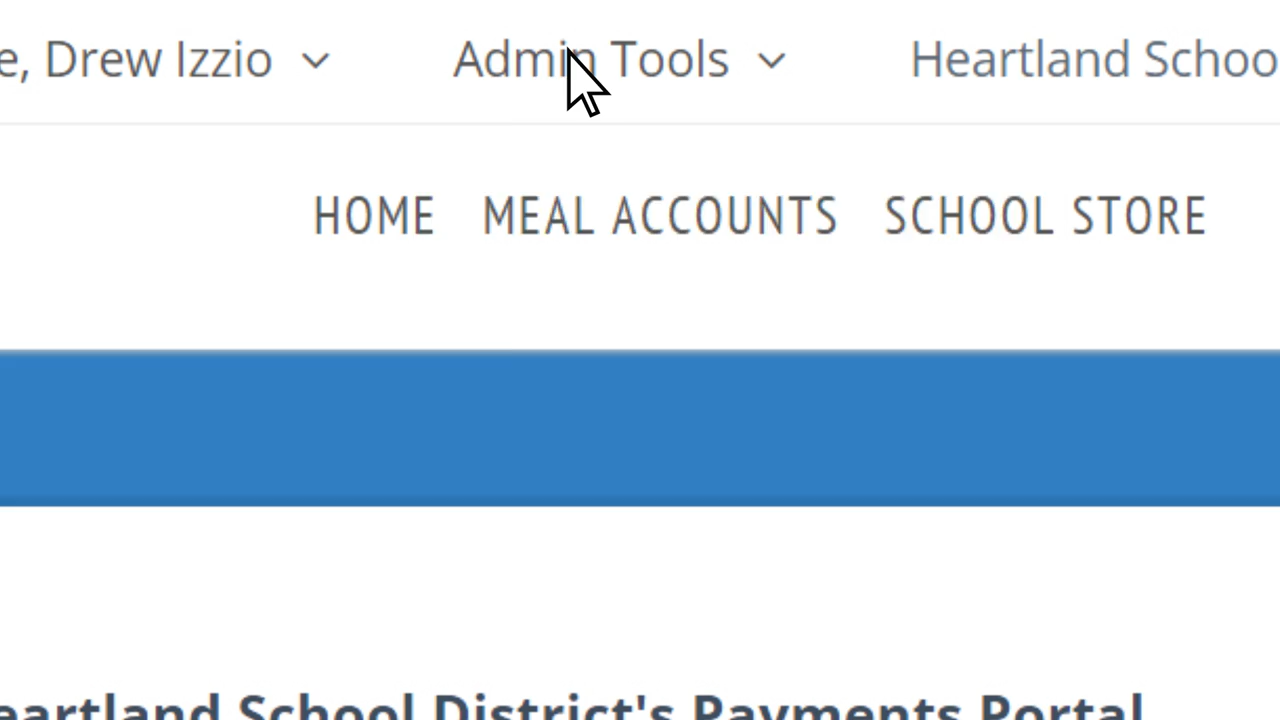 e, Drew Izzio Admin Tools Heartland Schoo
HOME MEAL ACCOUNTS SCHOOL STORE
eartland School District's Payments Portal